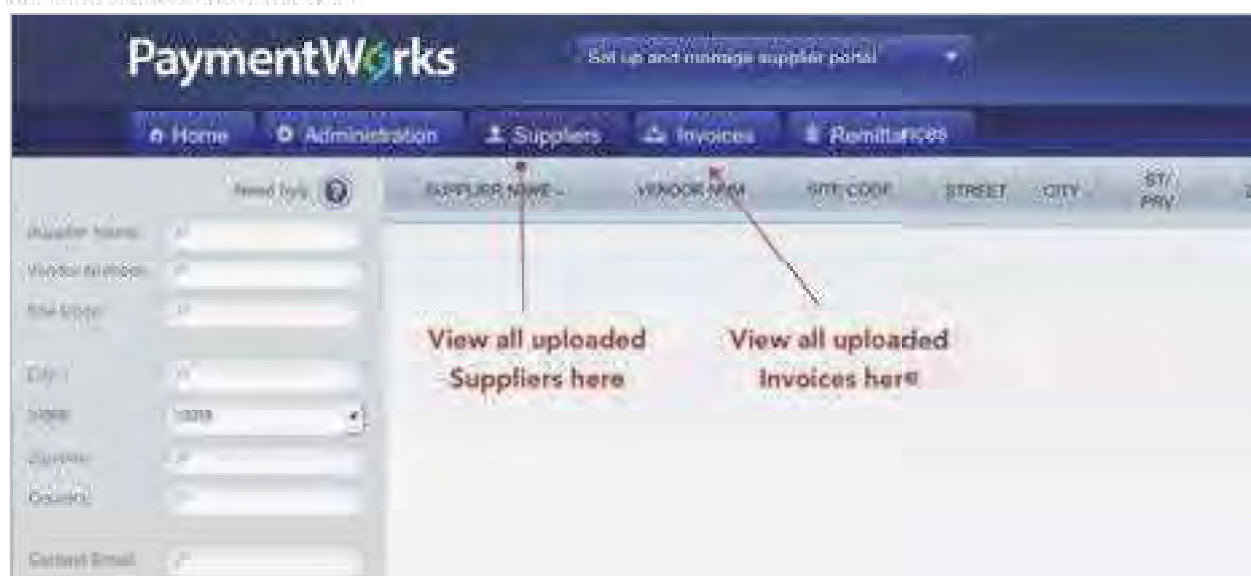 PaymentWorks
Set up and manage supplier portal
Home Administration Suppliers Invoices Remittances
Need help
SUPPLIER NAME VENDOR NUM SITE CODE STREET CITY ST/
PRV
Supplier Name
Vendor Number
Site Code
City
State
Zipcode
Country
Contact Email
View all uploaded
Suppliers here
View all uploaded
Invoices here